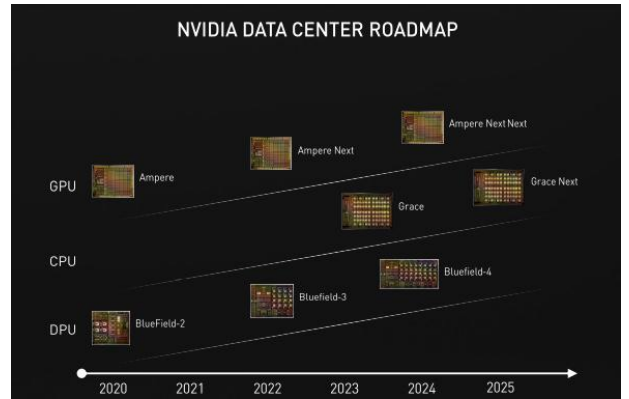 NVIDIA DATA CENTER ROADMAP
Ampere Next Next
Ampere Next
Ampere
GPU
Grace Next
Grace
CPU
Bluefield-4
Bluefield-3
BlueField-2
DPU
2020 2021 2022 2023 2024 2025